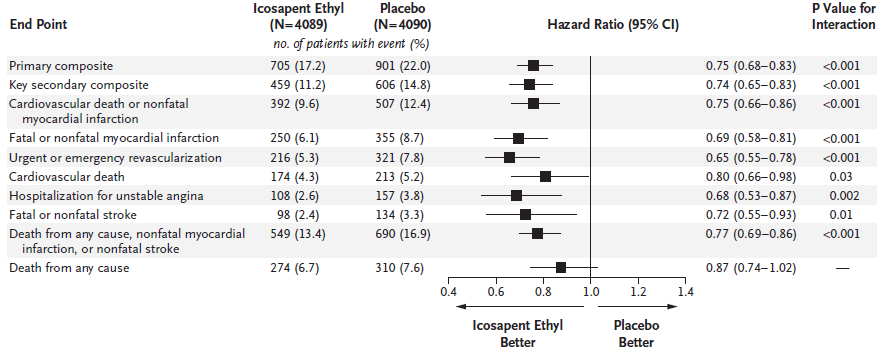 End Point Icosapent Ethyl (N=4089) Placebo (N=4090) Hazard Ratio (95% CI) P Value for Interaction
no. of patients with event (%)
Primary composite 705 (17.2) 901 (22.0) 0.75 (0.68–0.83) <0.001
Key secondary composite 459 (11.2) 606 (14.8) 0.74 (0.65–0.83) <0.001
Cardiovascular death or nonfatal 392 (9.6) 507 (12.4) 0.75 (0.66–0.86) <0.001
myocardial infarction
Fatal or nonfatal myocardial infarction 250 (6.1) 355 (8.7) 0.69 (0.58–0.81) <0.001
Urgent or emergency revascularization 216 (5.3) 321 (7.8) 0.65 (0.55–0.78) <0.001
Cardiovascular death 174 (4.3) 213 (5.2) 0.80 (0.66–0.98) 0.03
Hospitalization for unstable angina 108 (2.6) 157 (3.8) 0.68 (0.53–0.87) 0.002
Fatal or nonfatal stroke 98 (2.4) 134 (3.3) 0.72 (0.55–0.93) 0.01
Death from any cause, nonfatal myocardial 549 (13.4) 690 (16.9) 0.77 (0.69–0.86) <0.001
infarction, or nonfatal stroke
Death from any cause 274 (6.7) 310 (7.6) 0.87 (0.74–1.02) —
0.4 0.6 0.8 1.0 1.2 1.4
Icosapent Ethyl Placebo
Better Better